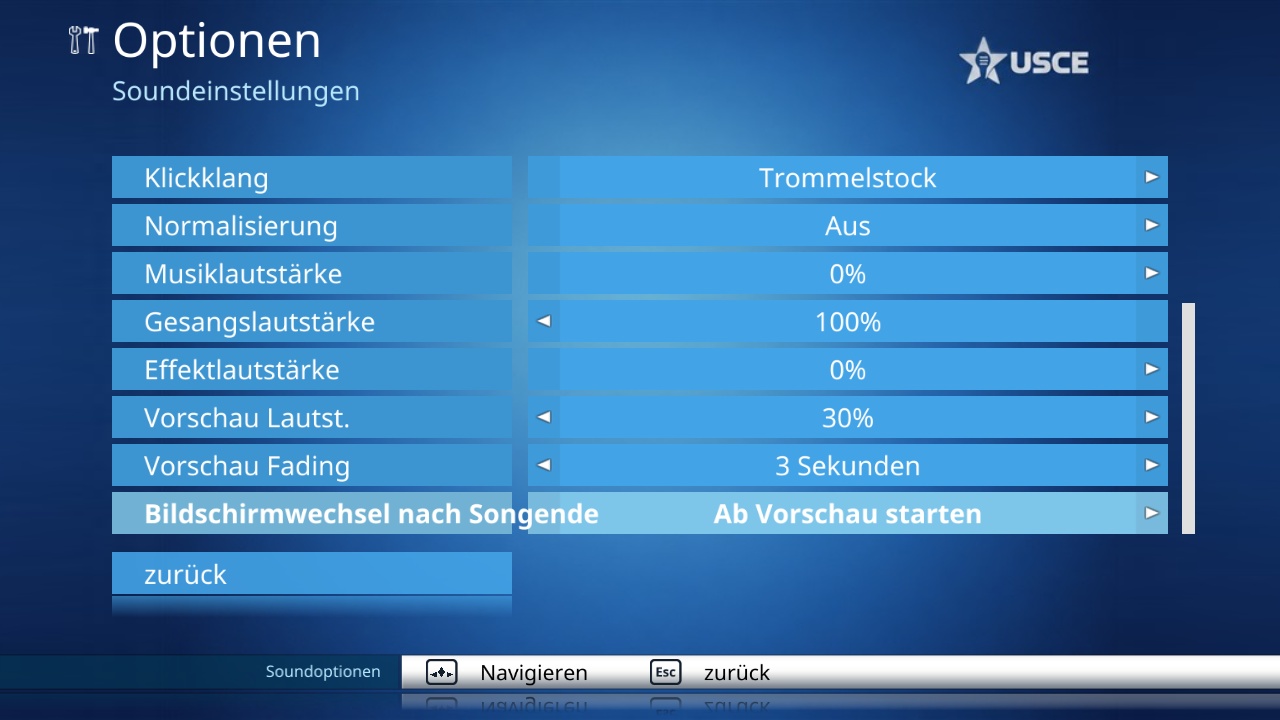 Optionen
USCE
Soundeinstellungen
Klickklang Trommelstock
Normalisierung Aus
Musiklautstärke 0%
Gesangslautstärke 100%
Effektlautstärke 0%
Vorschau Lautst. 30%
Vorschau Fading 3 Sekunden
Bildschirmwechsel nach Songende Ab Vorschau starten
zurück
Soundoptionen Navigieren Esc zurück